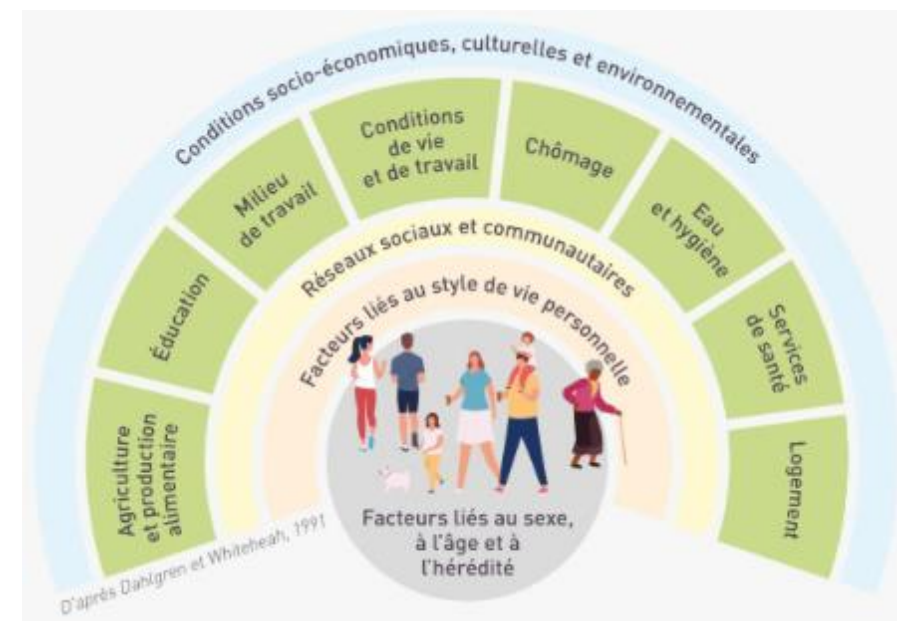 Conditions socio-économiques, culturelles et environnementales
Agriculture
et production
alimentaire
Éducation
Milieu
de travail
Conditions
de vie
et de travail
Chômage
Eau
et hygiène
Services
de santé
Logement
Réseaux sociaux et communautaires
Facteurs liés au style de vie personnelle
Facteurs liés au sexe,
à l'âge et à
l'hérédité
D'après Dahlgren et Whiteheah, 1991